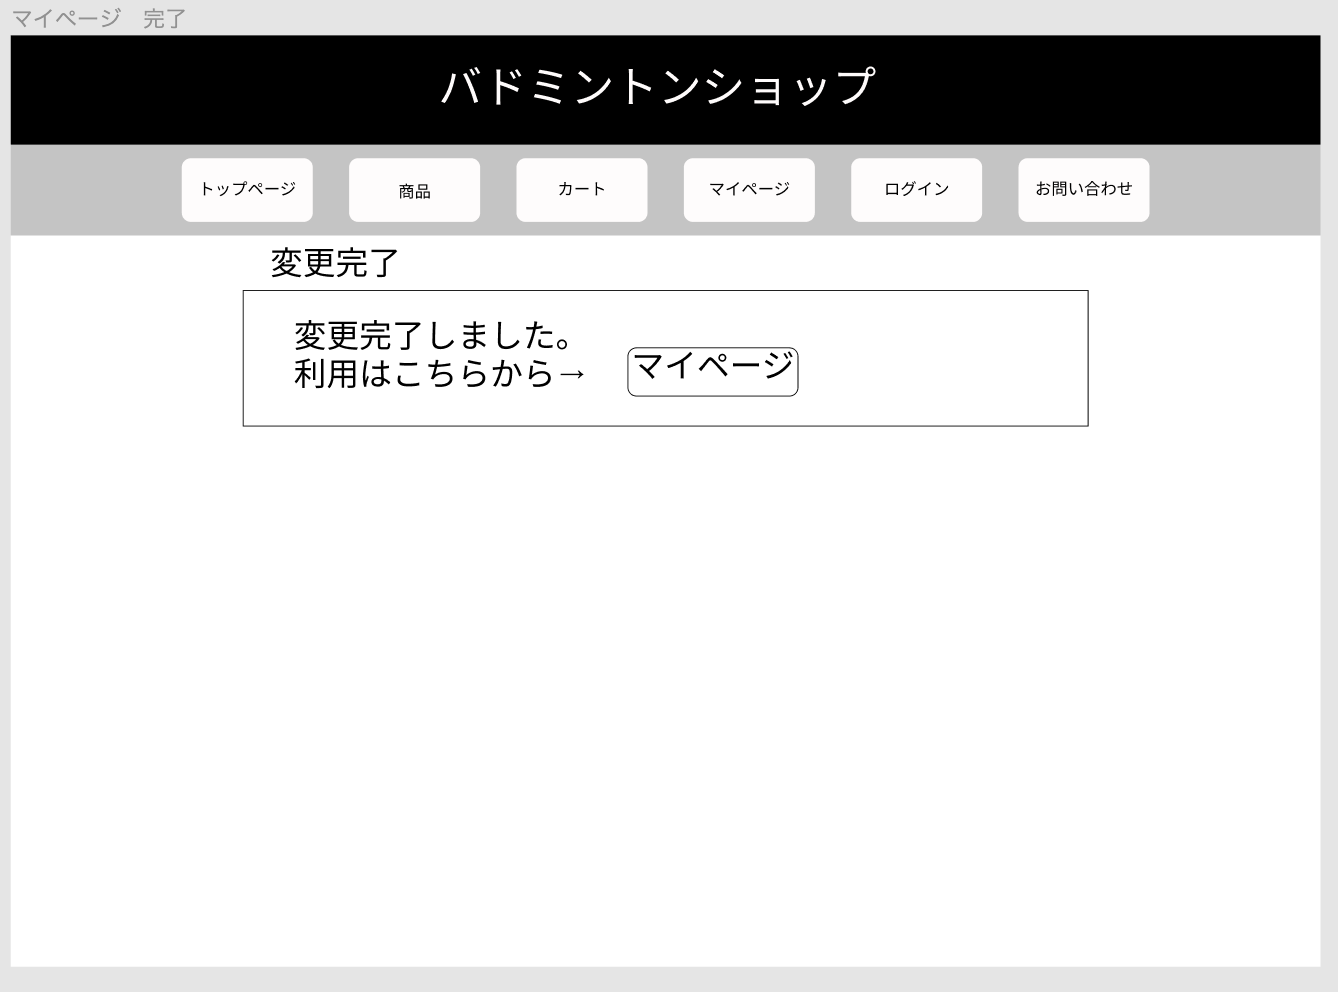 マイページ　完了
バドミントンショップ
トップページ
商品
カート
マイページ
ログイン
お問い合わせ
変更完了
変更完了しました。
利用はこちらから→
マイページ